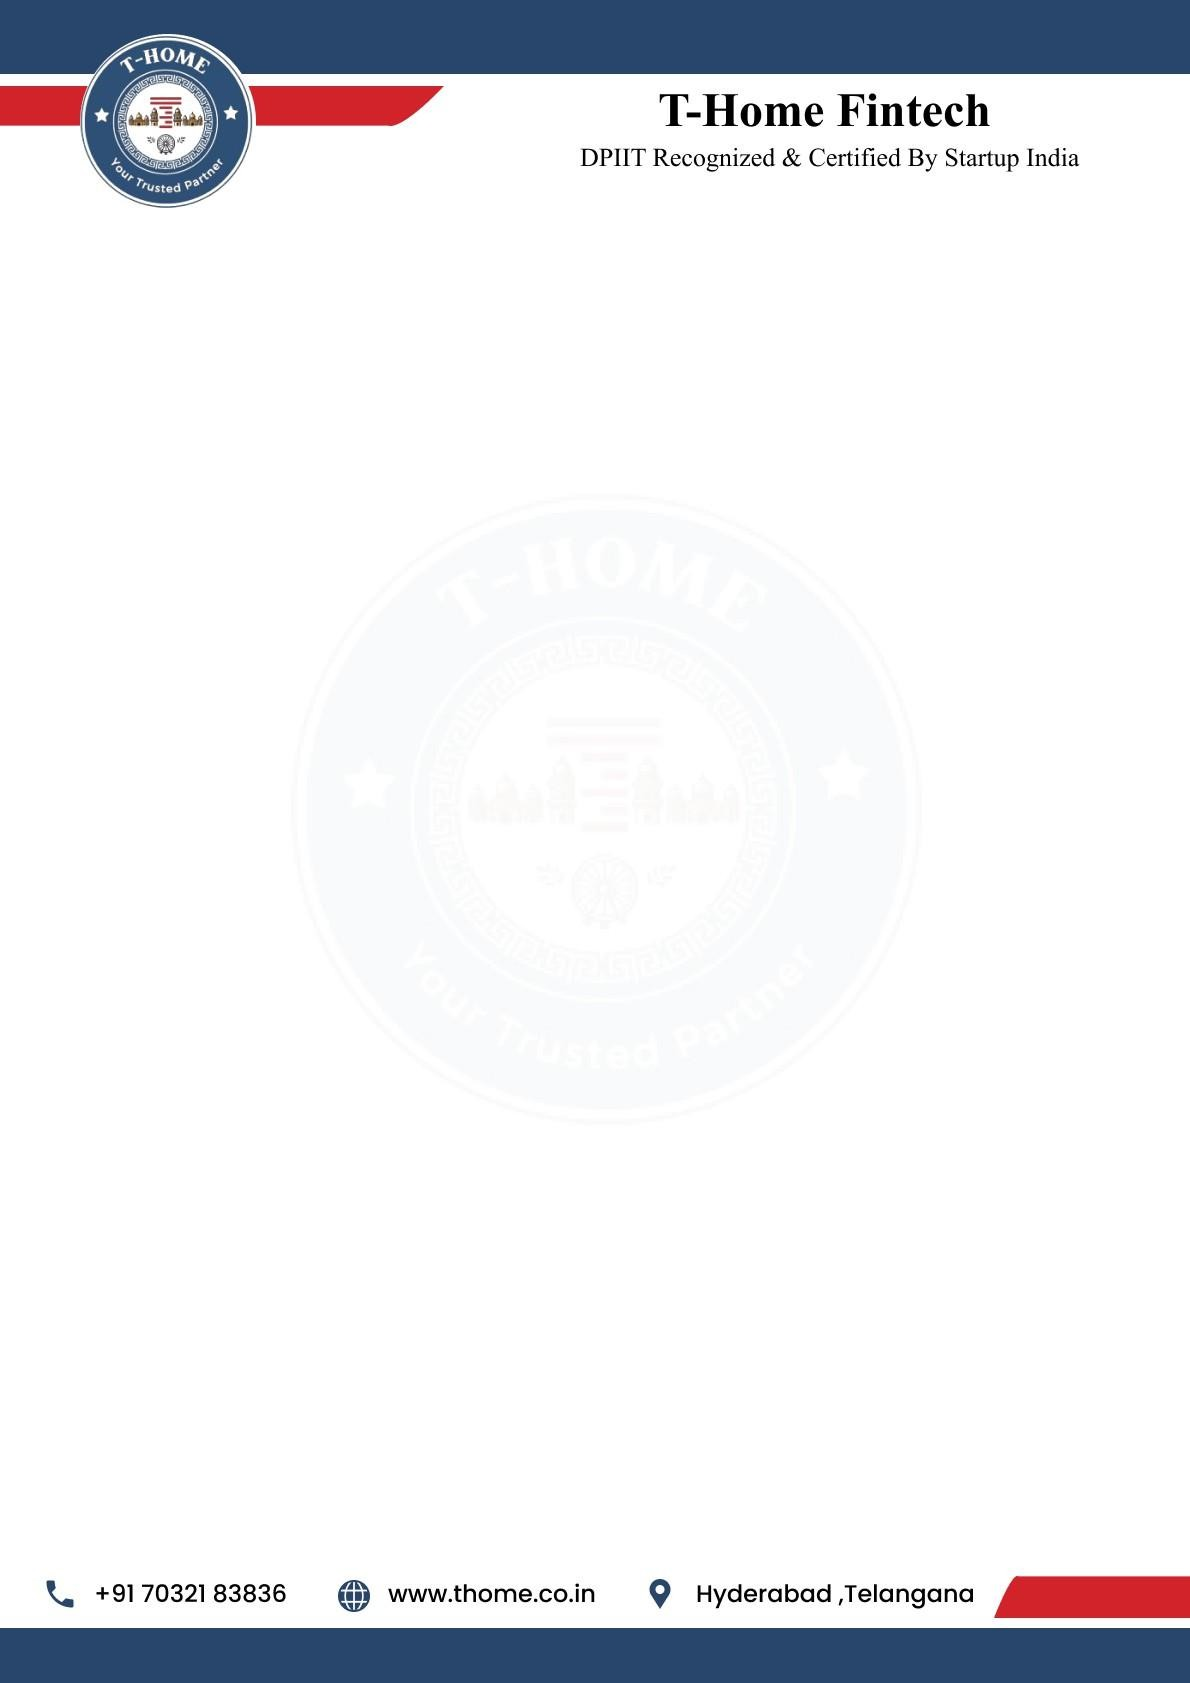 T-HOME
Your Trusted Partner
T-Home Fintech
DPIIT Recognized & Certified By Startup India
T-HOME
Your Trusted Partner
+91 70321 83836
www.thome.co.in
Hyderabad ,Telangana